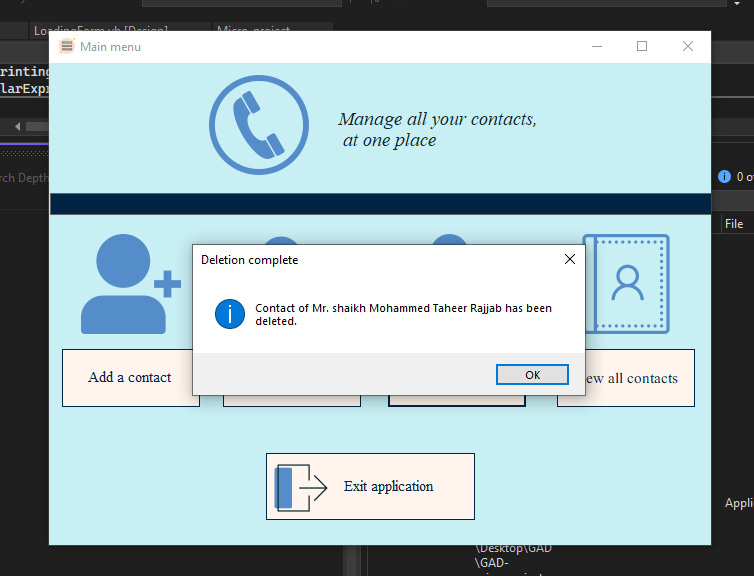 LoadingForm.vb [Design]
Micro-project
Main menu
rinting
larExpr
Manage all your contacts,
at one place
rch Depth
0 o
File
Deletion complete
Contact of Mr. shaikh Mohammed Taheer Rajjab has been
deleted.
OK
Add a contact
ew all contacts
Exit application
Appli
\Desktop\GAD
\GAD-